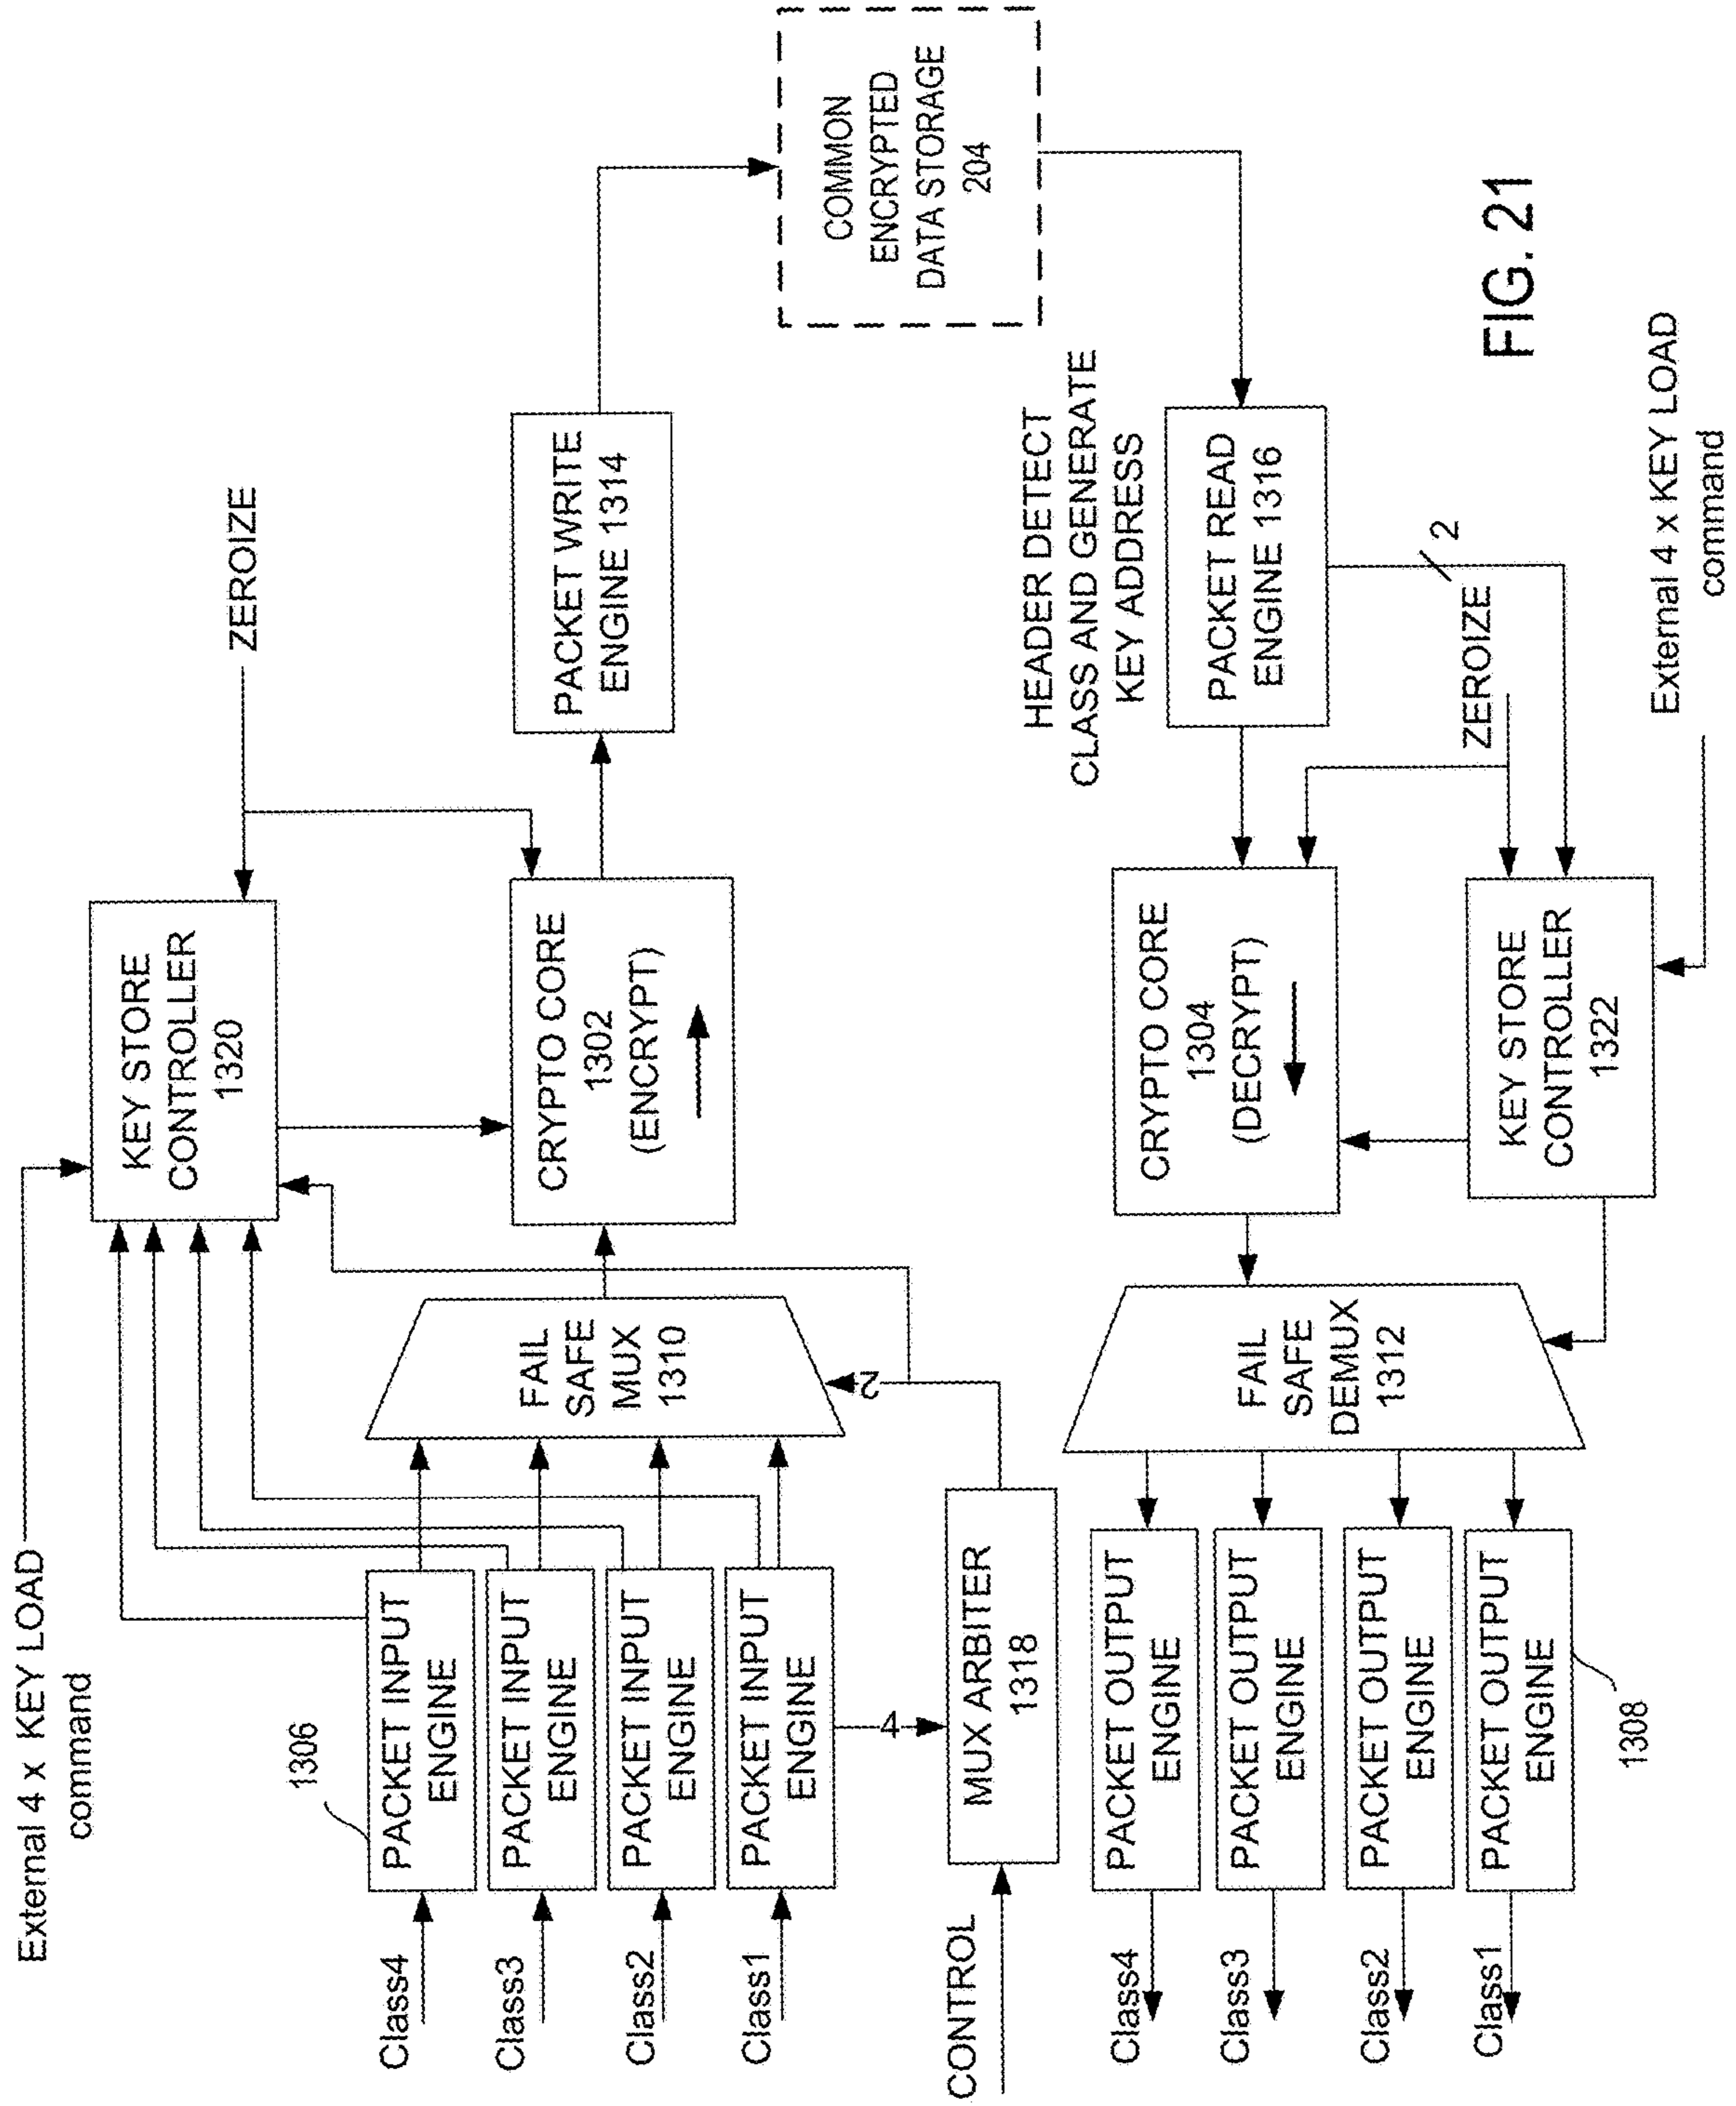 External 4 x KEY LOAD
command
ZEROIZE
KEY STORE
CONTROLLER
1320
1306
Class4
PACKET INPUT
ENGINE
Class3
PACKET INPUT
ENGINE
Class2
PACKET INPUT
ENGINE
Class1
PACKET INPUT
ENGINE
FAIL
SAFE
MUX
1310
2
CRYPTO CORE
1302
(ENCRYPT)
PACKET WRITE
ENGINE 1314
COMMON
ENCRYPTED
DATA STORAGE
204
4
CONTROL
MUX ARBITER
1318
HEADER DETECT
CLASS AND GENERATE
KEY ADDRESS
PACKET READ
ENGINE 1316
2
ZEROIZE
CRYPTO CORE
1304
(DECRYPT)
KEY STORE
CONTROLLER
1322
FAIL
SAFE
DEMUX
1312
Class4
PACKET OUTPUT
ENGINE
Class3
PACKET OUTPUT
ENGINE
Class2
PACKET OUTPUT
ENGINE
Class1
PACKET OUTPUT
ENGINE
1308
External 4 x KEY LOAD
command
FIG. 21